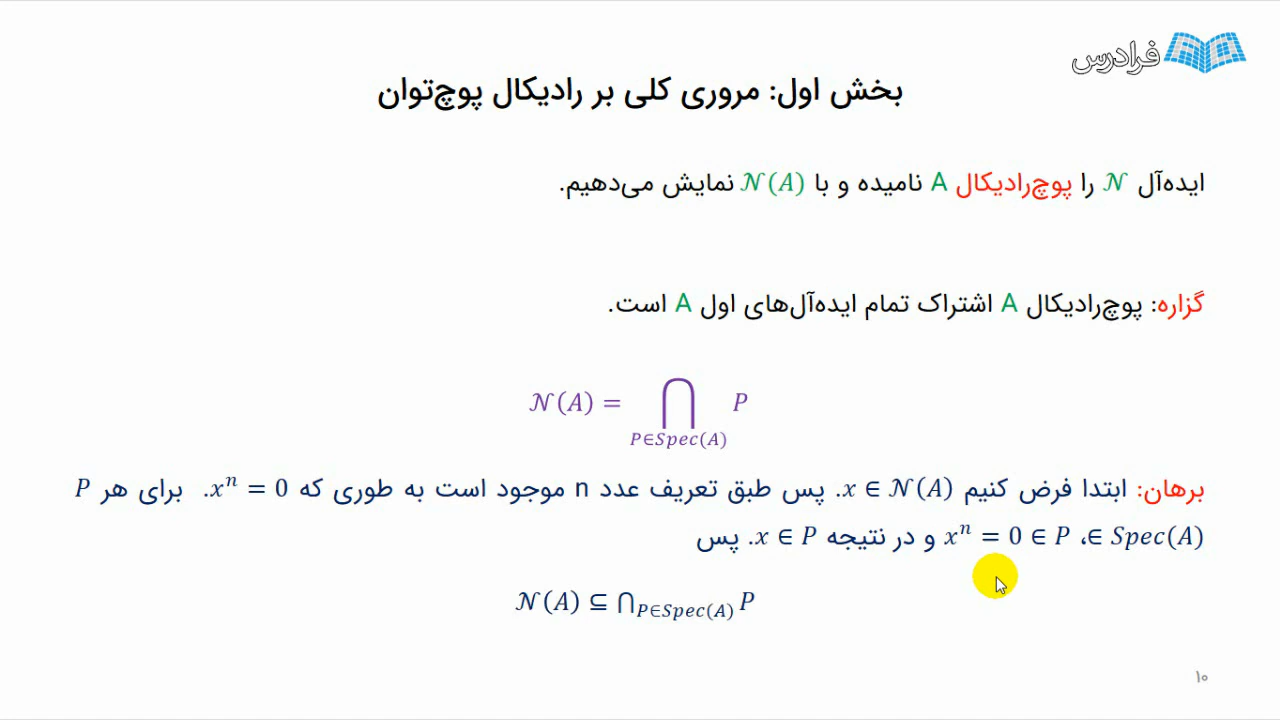 فرادرس
بخش اول: مروری کلی بر رادیکال پوچ‌توان
ایده‌آل 𝒩 را پوچ‌رادیکال A نامیده و با 𝒩(A) نمایش می‌دهیم.
گزاره: پوچ‌رادیکال A اشتراک تمام ایده‌آل‌های اول A است.
𝒩(A) = ⋂_{P∈Spec(A)} P
برهان: ابتدا فرض کنیم x ∈ 𝒩(A). پس طبق تعریف عدد n موجود است به طوری که xⁿ = 0. برای هر P
∈ Spec(A)، xⁿ = 0 ∈ P و در نتیجه x ∈ P. پس
𝒩(A) ⊆ ⋂_{P∈Spec(A)} P
۱۰